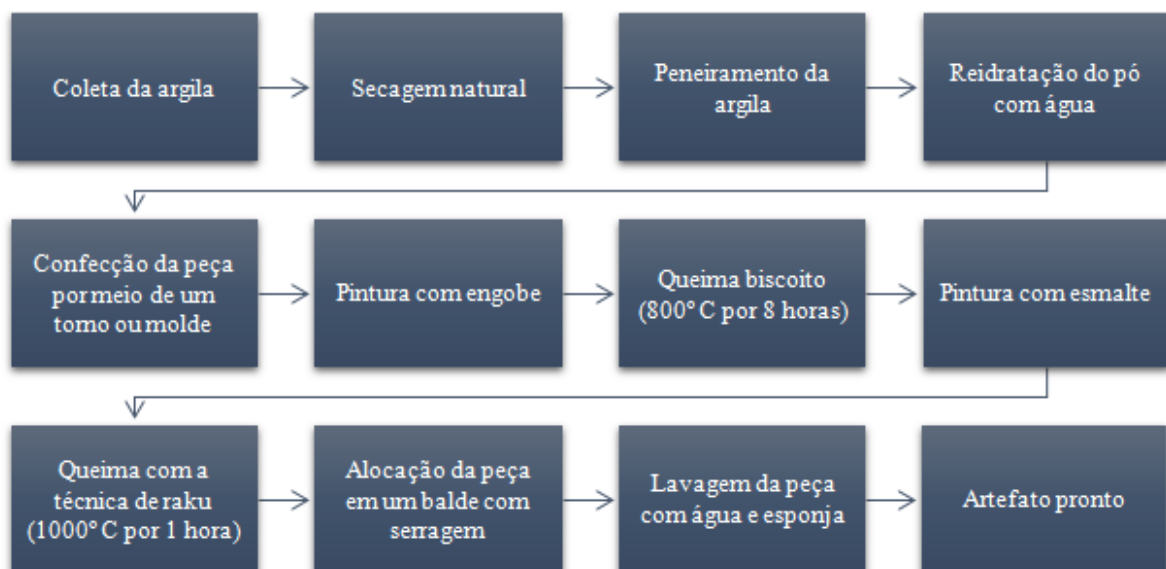 Coleta da argila
Secagem natural
Peneiramento da
argila
Reidratação do pó
com água
Confecção da peça
por meio de um
torno ou molde
Pintura com engobe
Queima biscoito
(800° C por 8 horas)
Pintura com esmalte
Queima com a
técnica de raku
(1000° C por 1 hora)
Alocação da peça
em um balde com
serragem
Lavagem da peça
com água e esponja
Artefato pronto